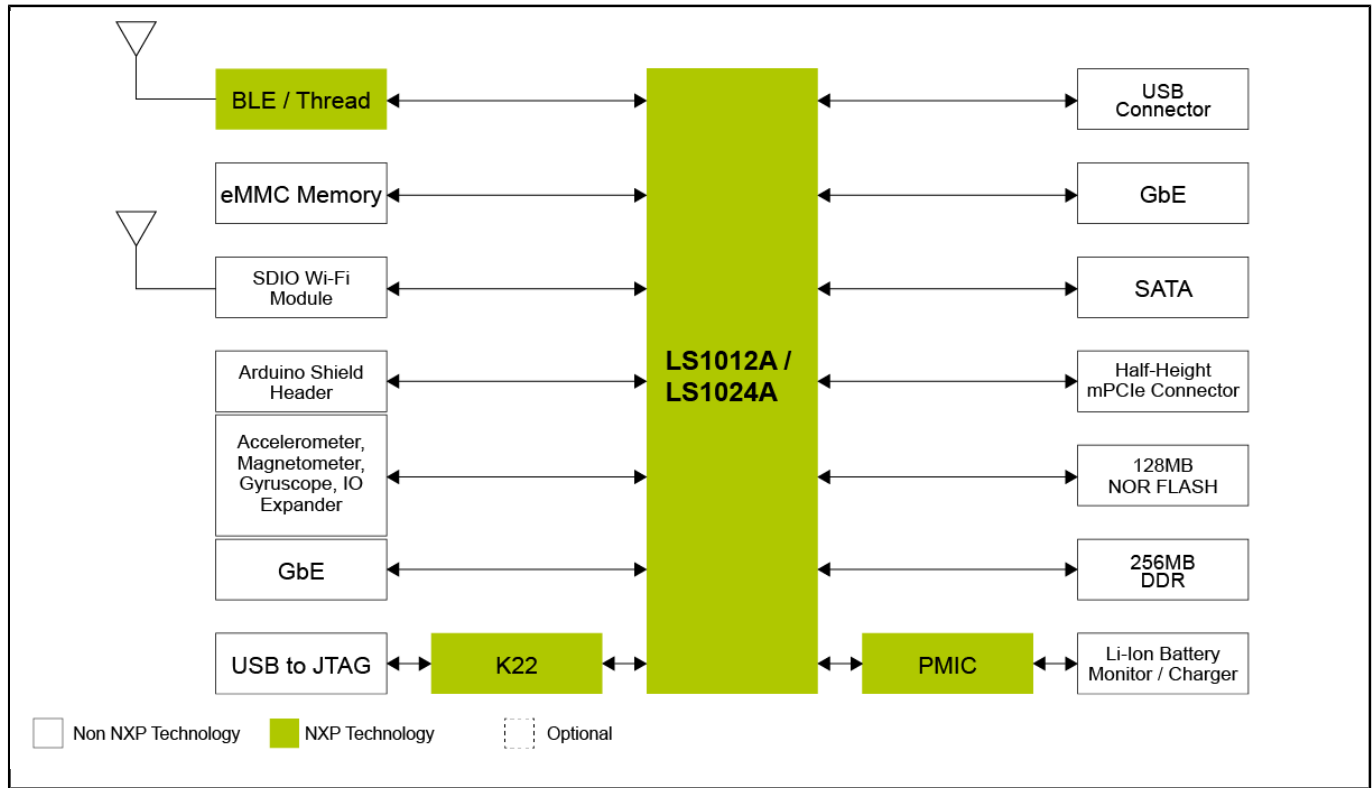 BLE / Thread
USB
Connector
eMMC Memory
GbE
SDIO Wi-Fi
Module
SATA
LS1012A /
LS1024A
Arduino Shield
Header
Half-Height
mPCIe Connector
Accelerometer,
Magnetometer,
Gyruscope, IO
Expander
128MB
NOR FLASH
GbE
256MB
DDR
USB to JTAG
K22
PMIC
Li-Ion Battery
Monitor / Charger
Non NXP Technology
NXP Technology
Optional